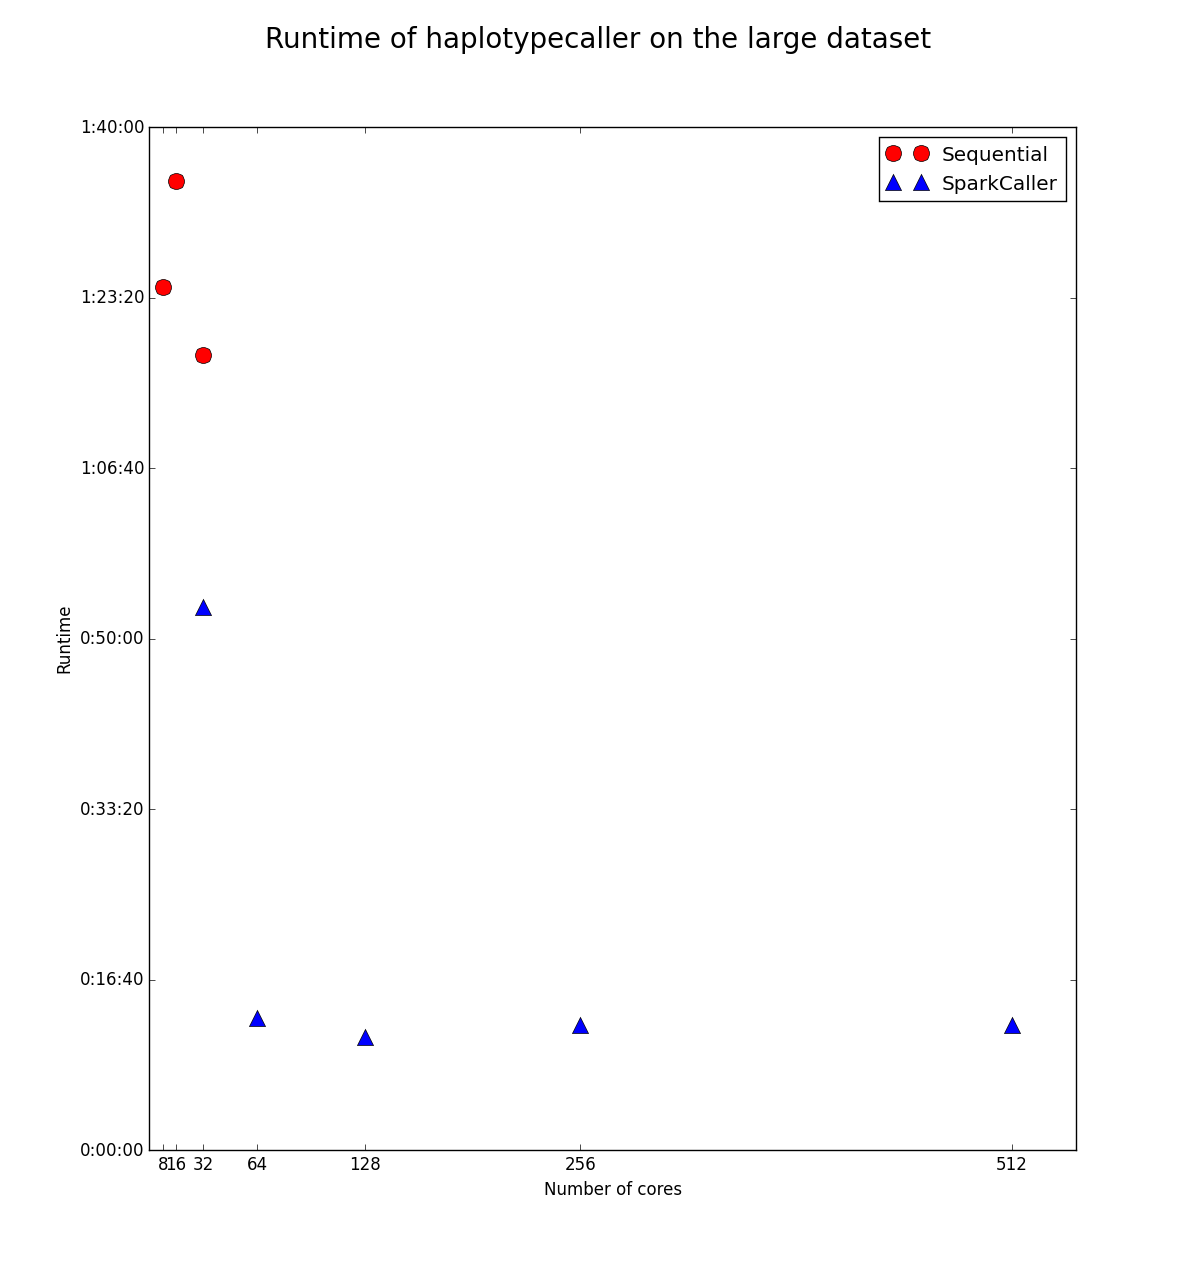 Runtime of haplotypecaller on the large dataset
1:40:00
Sequential
SparkCaller
1:23:20
1:06:40
0:50:00
Runtime
0:33:20
0:16:40
0:00:00
8 16 32 64 128 256 512
Number of cores